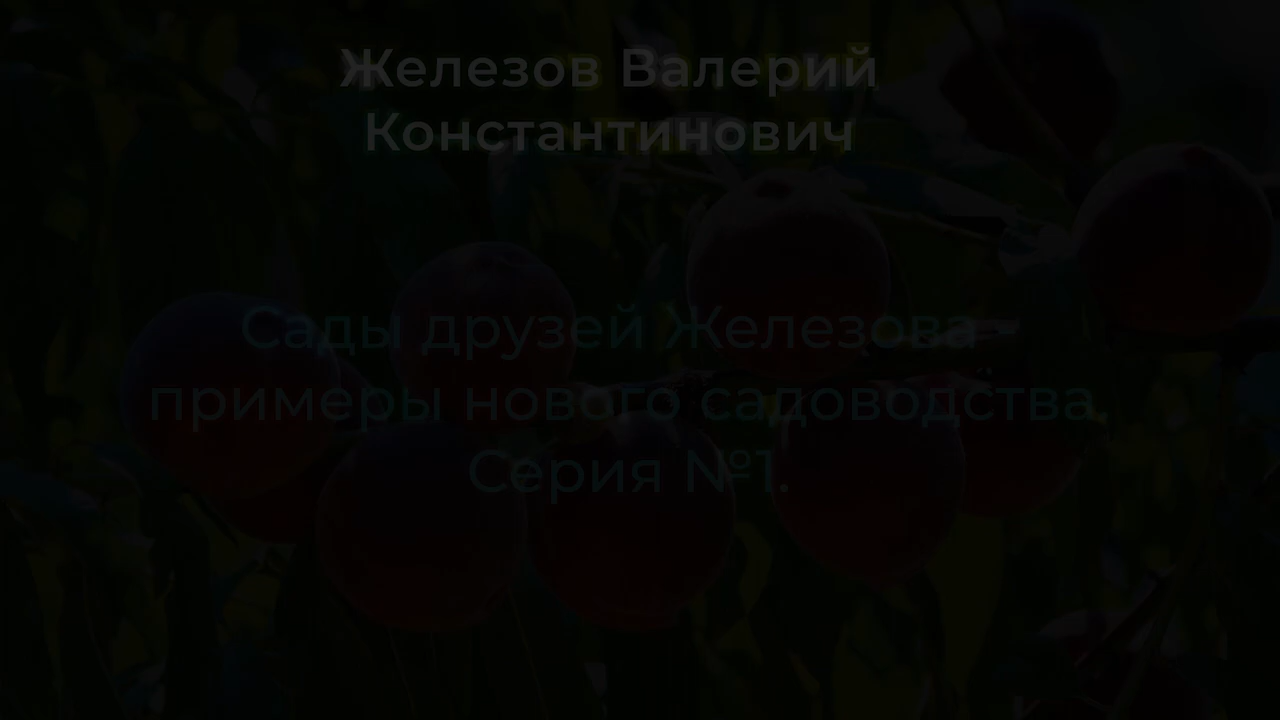 Железов Валерий
Константинович
Сады друзей Железова
примеры нового садоводства
Серия №1.